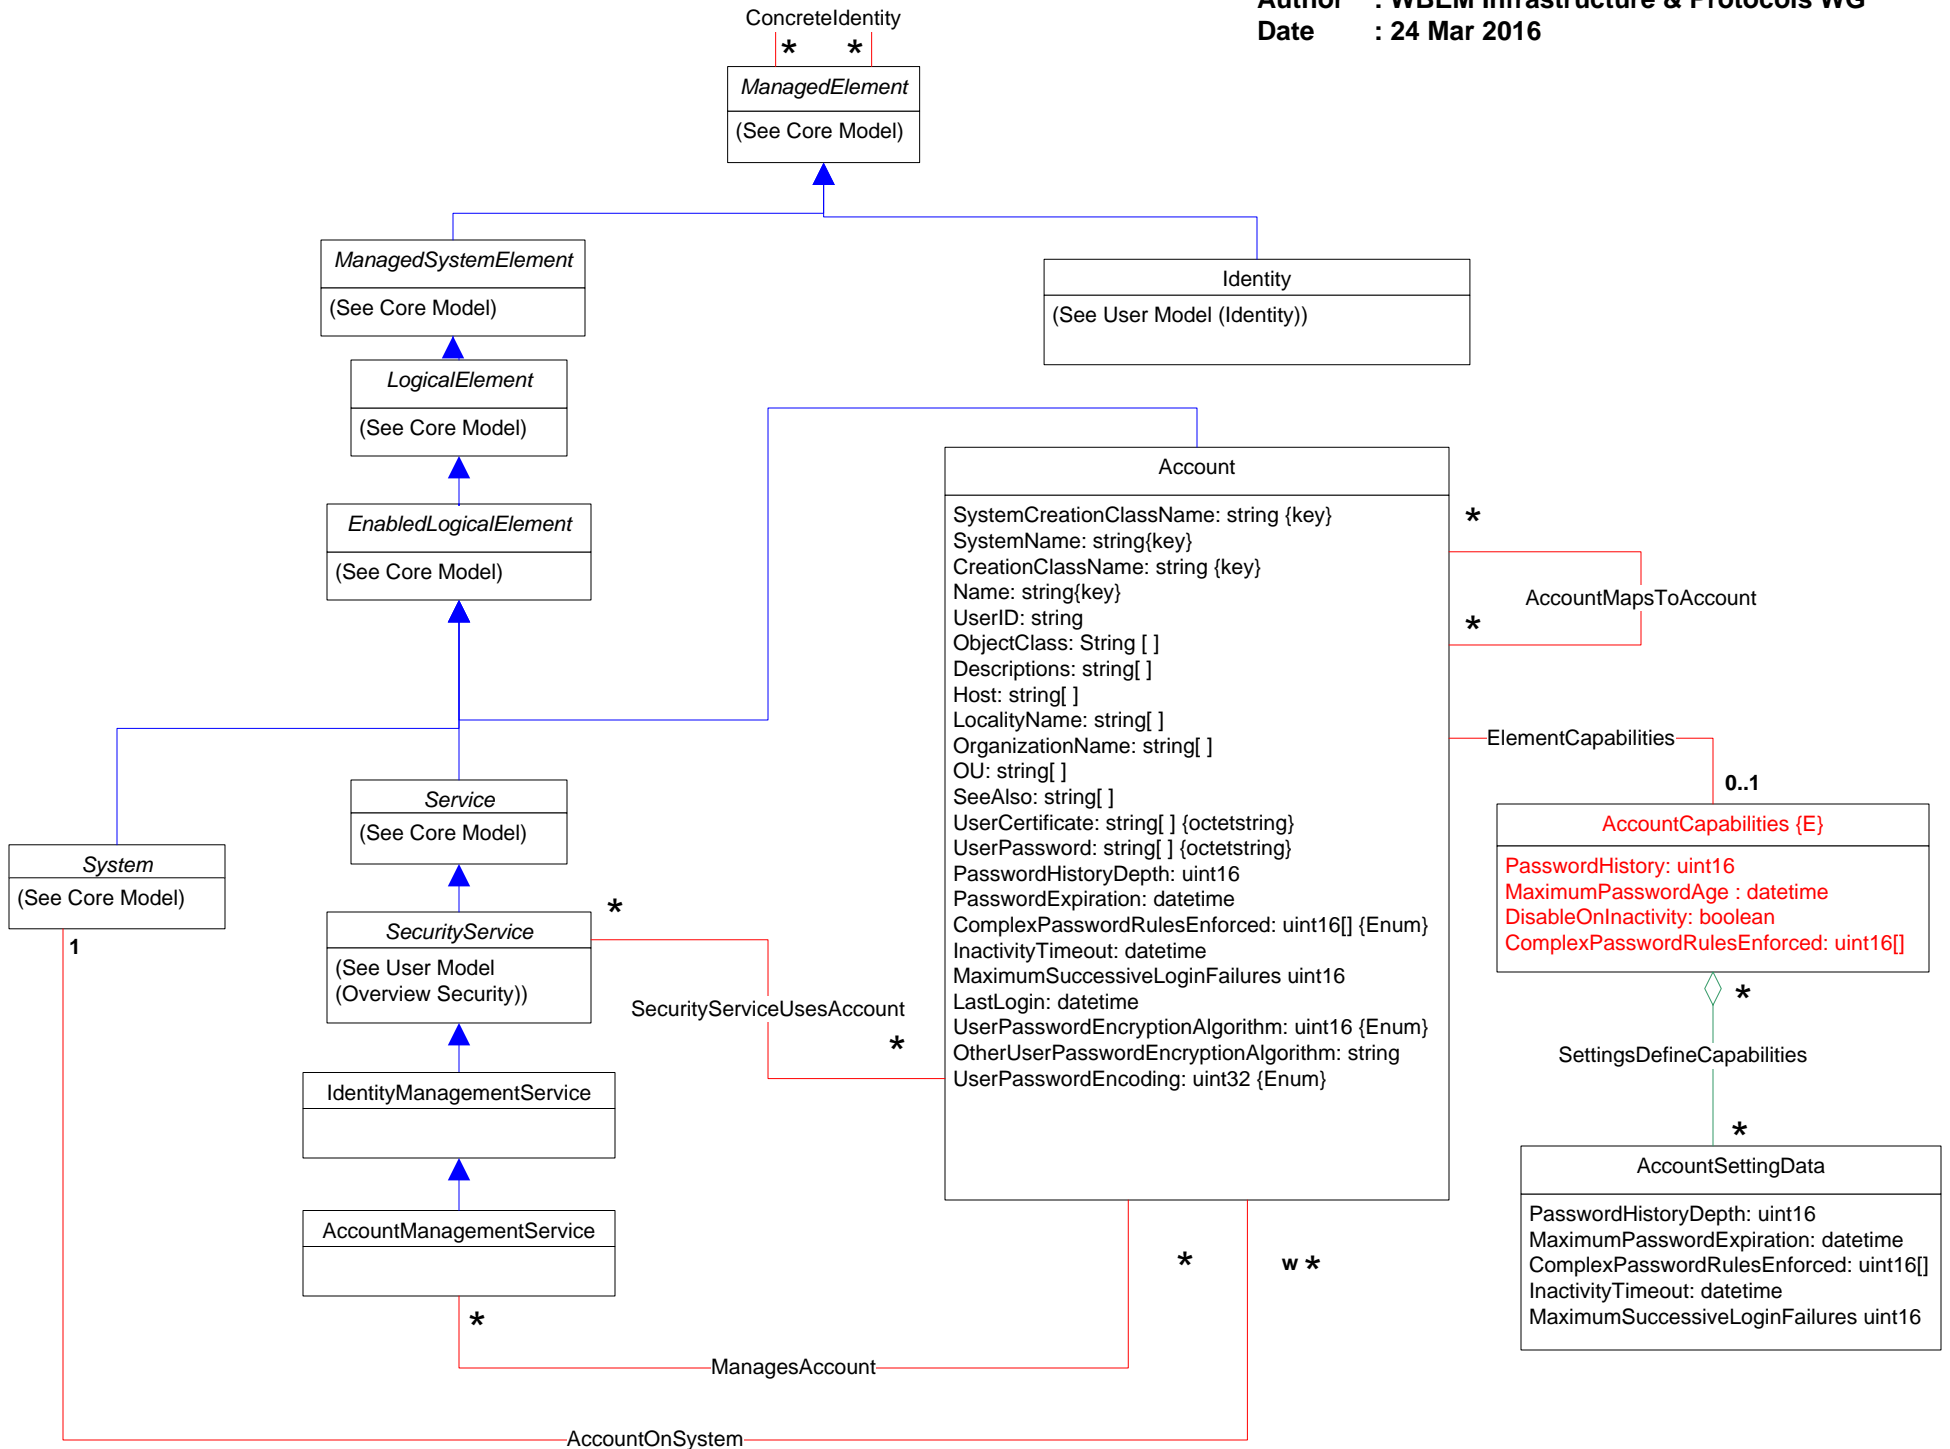 Author : WBEM Infrastructure & Protocols WG
Date : 24 Mar 2016
ConcreteIdentity
* *
ManagedElement
(See Core Model)
ManagedSystemElement
(See Core Model)
Identity
(See User Model (Identity))
LogicalElement
(See Core Model)
EnabledLogicalElement
(See Core Model)
Account
SystemCreationClassName: string {key}
SystemName: string{key}
CreationClassName: string {key}
Name: string{key}
UserID: string
ObjectClass: String [ ]
Descriptions: string[ ]
Host: string[ ]
LocalityName: string[ ]
OrganizationName: string[ ]
OU: string[ ]
SeeAlso: string[ ]
UserCertificate: string[ ] {octetstring}
UserPassword: string[ ] {octetstring}
PasswordHistoryDepth: uint16
PasswordExpiration: datetime
ComplexPasswordRulesEnforced: uint16[] {Enum}
InactivityTimeout: datetime
MaximumSuccessiveLoginFailures uint16
LastLogin: datetime
UserPasswordEncryptionAlgorithm: uint16 {Enum}
OtherUserPasswordEncryptionAlgorithm: string
UserPasswordEncoding: uint32 {Enum}
*
AccountMapsToAccount
*
ElementCapabilities
0..1
AccountCapabilities {E}
PasswordHistory: uint16
MaximumPasswordAge : datetime
DisableOnInactivity: boolean
ComplexPasswordRulesEnforced: uint16[]
*
SettingsDefineCapabilities
*
AccountSettingData
PasswordHistoryDepth: uint16
MaximumPasswordExpiration: datetime
ComplexPasswordRulesEnforced: uint16[]
InactivityTimeout: datetime
MaximumSuccessiveLoginFailures uint16
Service
(See Core Model)
System
(See Core Model)
1
SecurityService
(See User Model
(Overview Security))
*
SecurityServiceUsesAccount
*
IdentityManagementService
AccountManagementService
*
* w *
ManagesAccount
AccountOnSystem